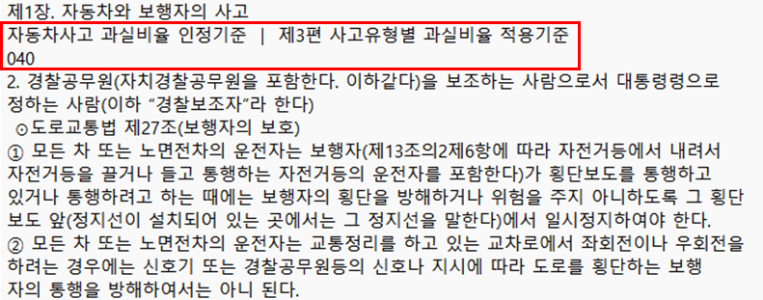 제1장. 자동차와 보행자의 사고
자동차사고 과실비율 인정기준 | 제3편 사고유형별 과실비율 적용기준
040
2. 경찰공무원(자치경찰공무원을 포함한다. 이하같다)을 보조하는 사람으로서 대통령령으로
정하는 사람(이하 “경찰보조자”라 한다)
⊙도로교통법 제27조(보행자의 보호)
① 모든 차 또는 노면전차의 운전자는 보행자(제13조의2제6항에 따라 자전거등에서 내려서
자전거등을 끌거나 들고 통행하는 자전거등의 운전자를 포함한다)가 횡단보도를 통행하고
있거나 통행하려고 하는 때에는 보행자의 횡단을 방해하거나 위험을 주지 아니하도록 그 횡단
보도 앞(정지선이 설치되어 있는 곳에서는 그 정지선을 말한다)에서 일시정지하여야 한다.
② 모든 차 또는 노면전차의 운전자는 교통정리를 하고 있는 교차로에서 좌회전이나 우회전을
하려는 경우에는 신호기 또는 경찰공무원등의 신호나 지시에 따라 도로를 횡단하는 보행
자의 통행을 방해하여서는 아니 된다.